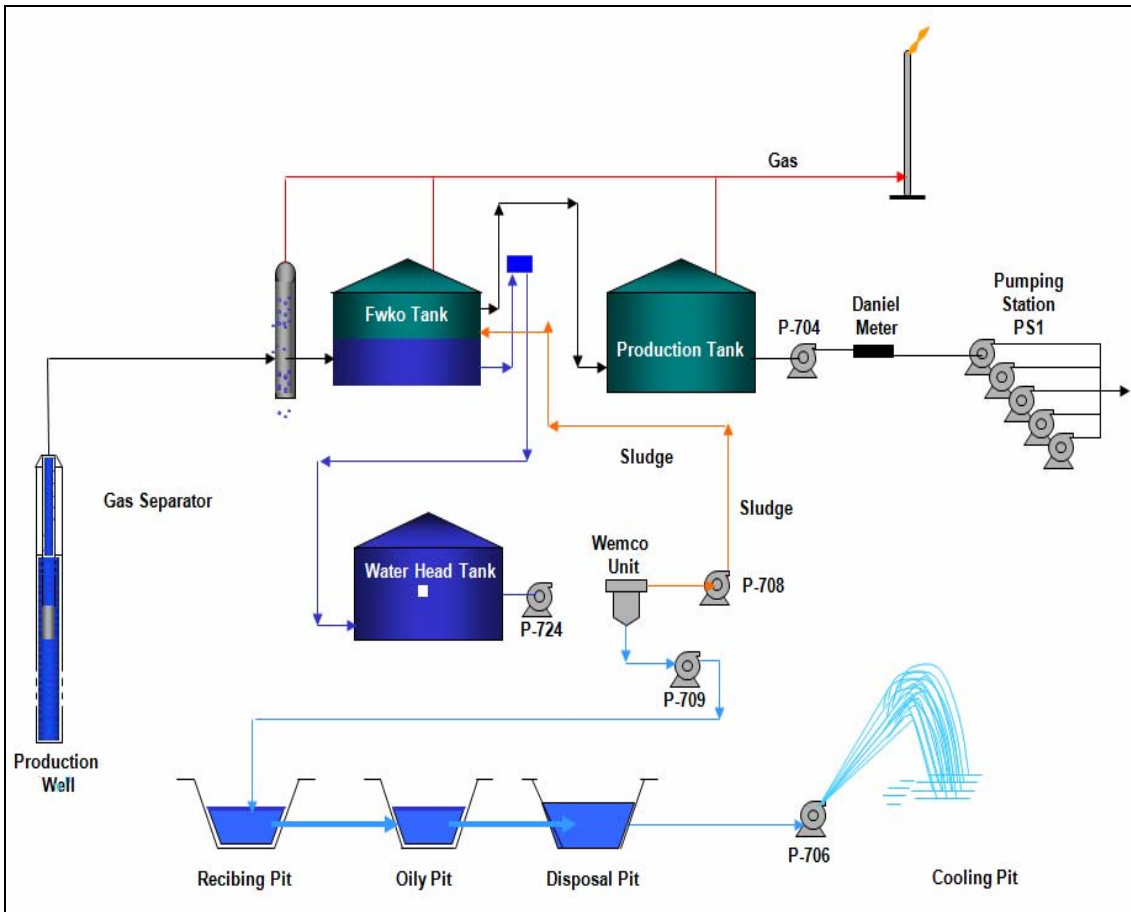 Gas
Fwko Tank
Production Tank
P-704
Daniel
Meter
Pumping
Station
PS1
Gas Separator
Sludge
Sludge
Water Head Tank
P-724
Wemco
Unit
P-708
P-709
Production
Well
Recibing Pit
Oily Pit
Disposal Pit
P-706
Cooling Pit